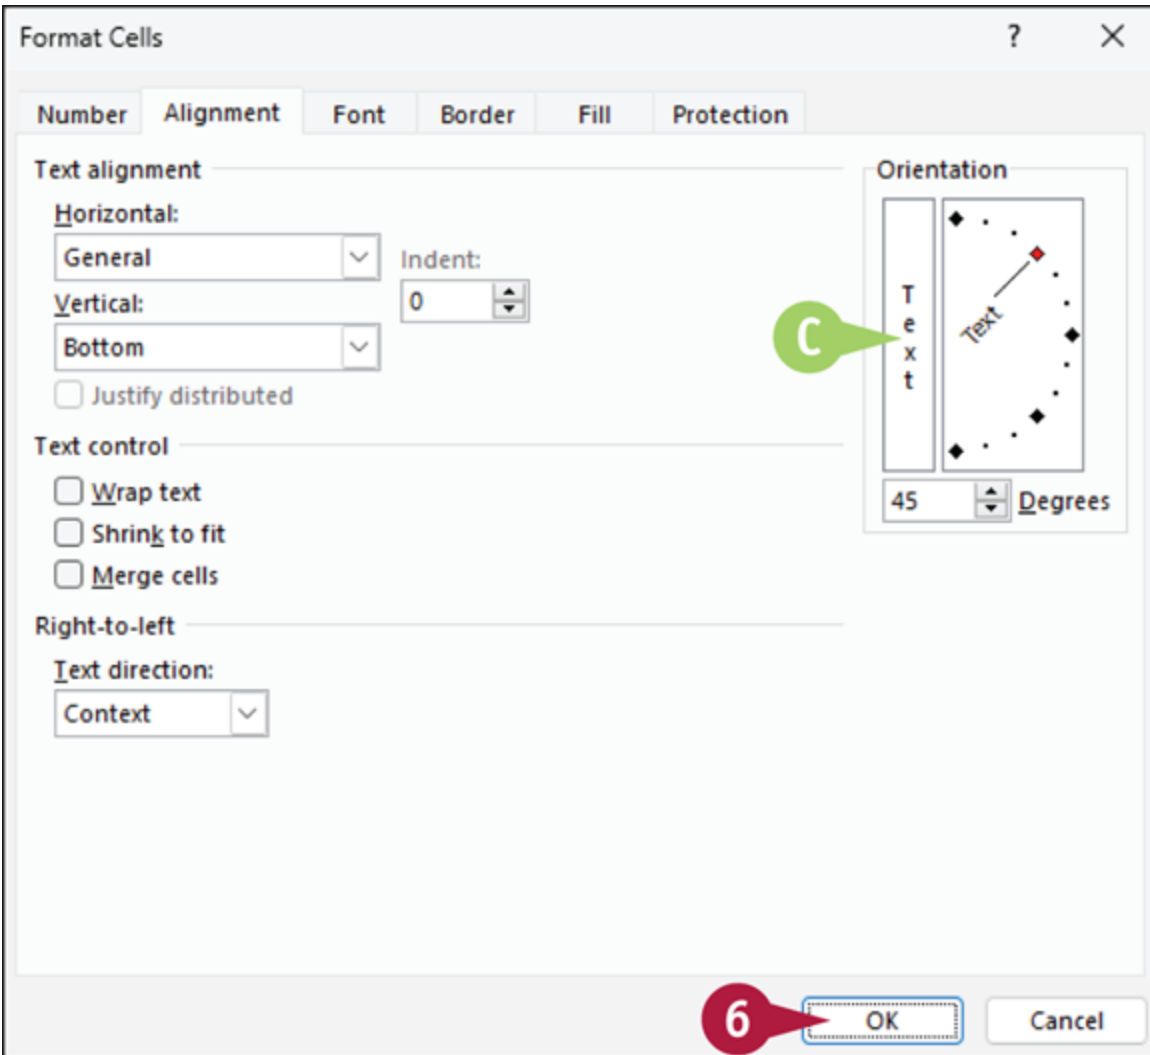 Format Cells ?
Number Alignment Font Border Fill Protection
Text alignment
Horizontal:
General
Indent:
0
Vertical:
Bottom
Justify distributed
Text control
Wrap text
Shrink to fit
Merge cells
Right-to-left
Text direction:
Context
Orientation
C
T
e
x
t
Text
45 Degrees
6 OK Cancel